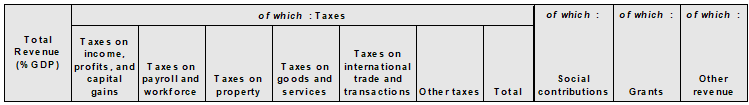 Total
Revenue
(% GDP)
of which : Taxes
Taxes on
income,
profits, and
capital
gains
Taxes on
payroll and
workforce
Taxes on
property
Taxes on
goods and
services
Taxes on
international
trade and
transactions
Other taxes
Total
of which :
Social
contributions
of which :
Grants
of which :
Other
revenue